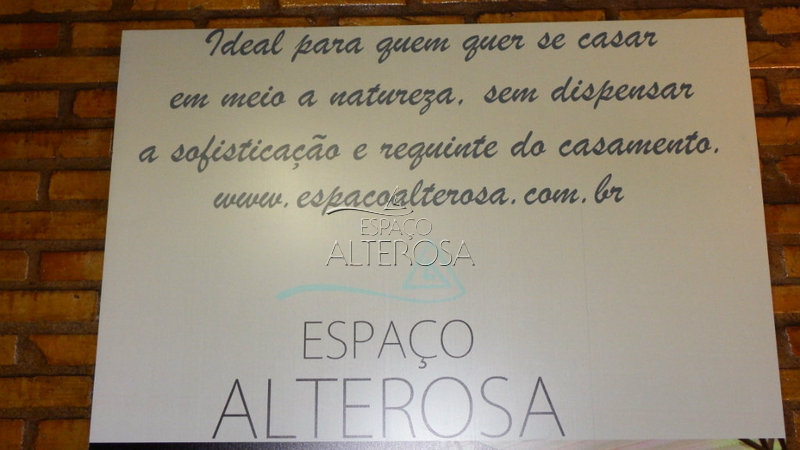 Ideal para quem quer se casar
em meio a natureza, sem dispensar
a sofisticação e requinte do casamento.
www.espacoalterosa.com.br
ESPAÇO
ALTEROSA
ESPAÇO
ALTEROSA